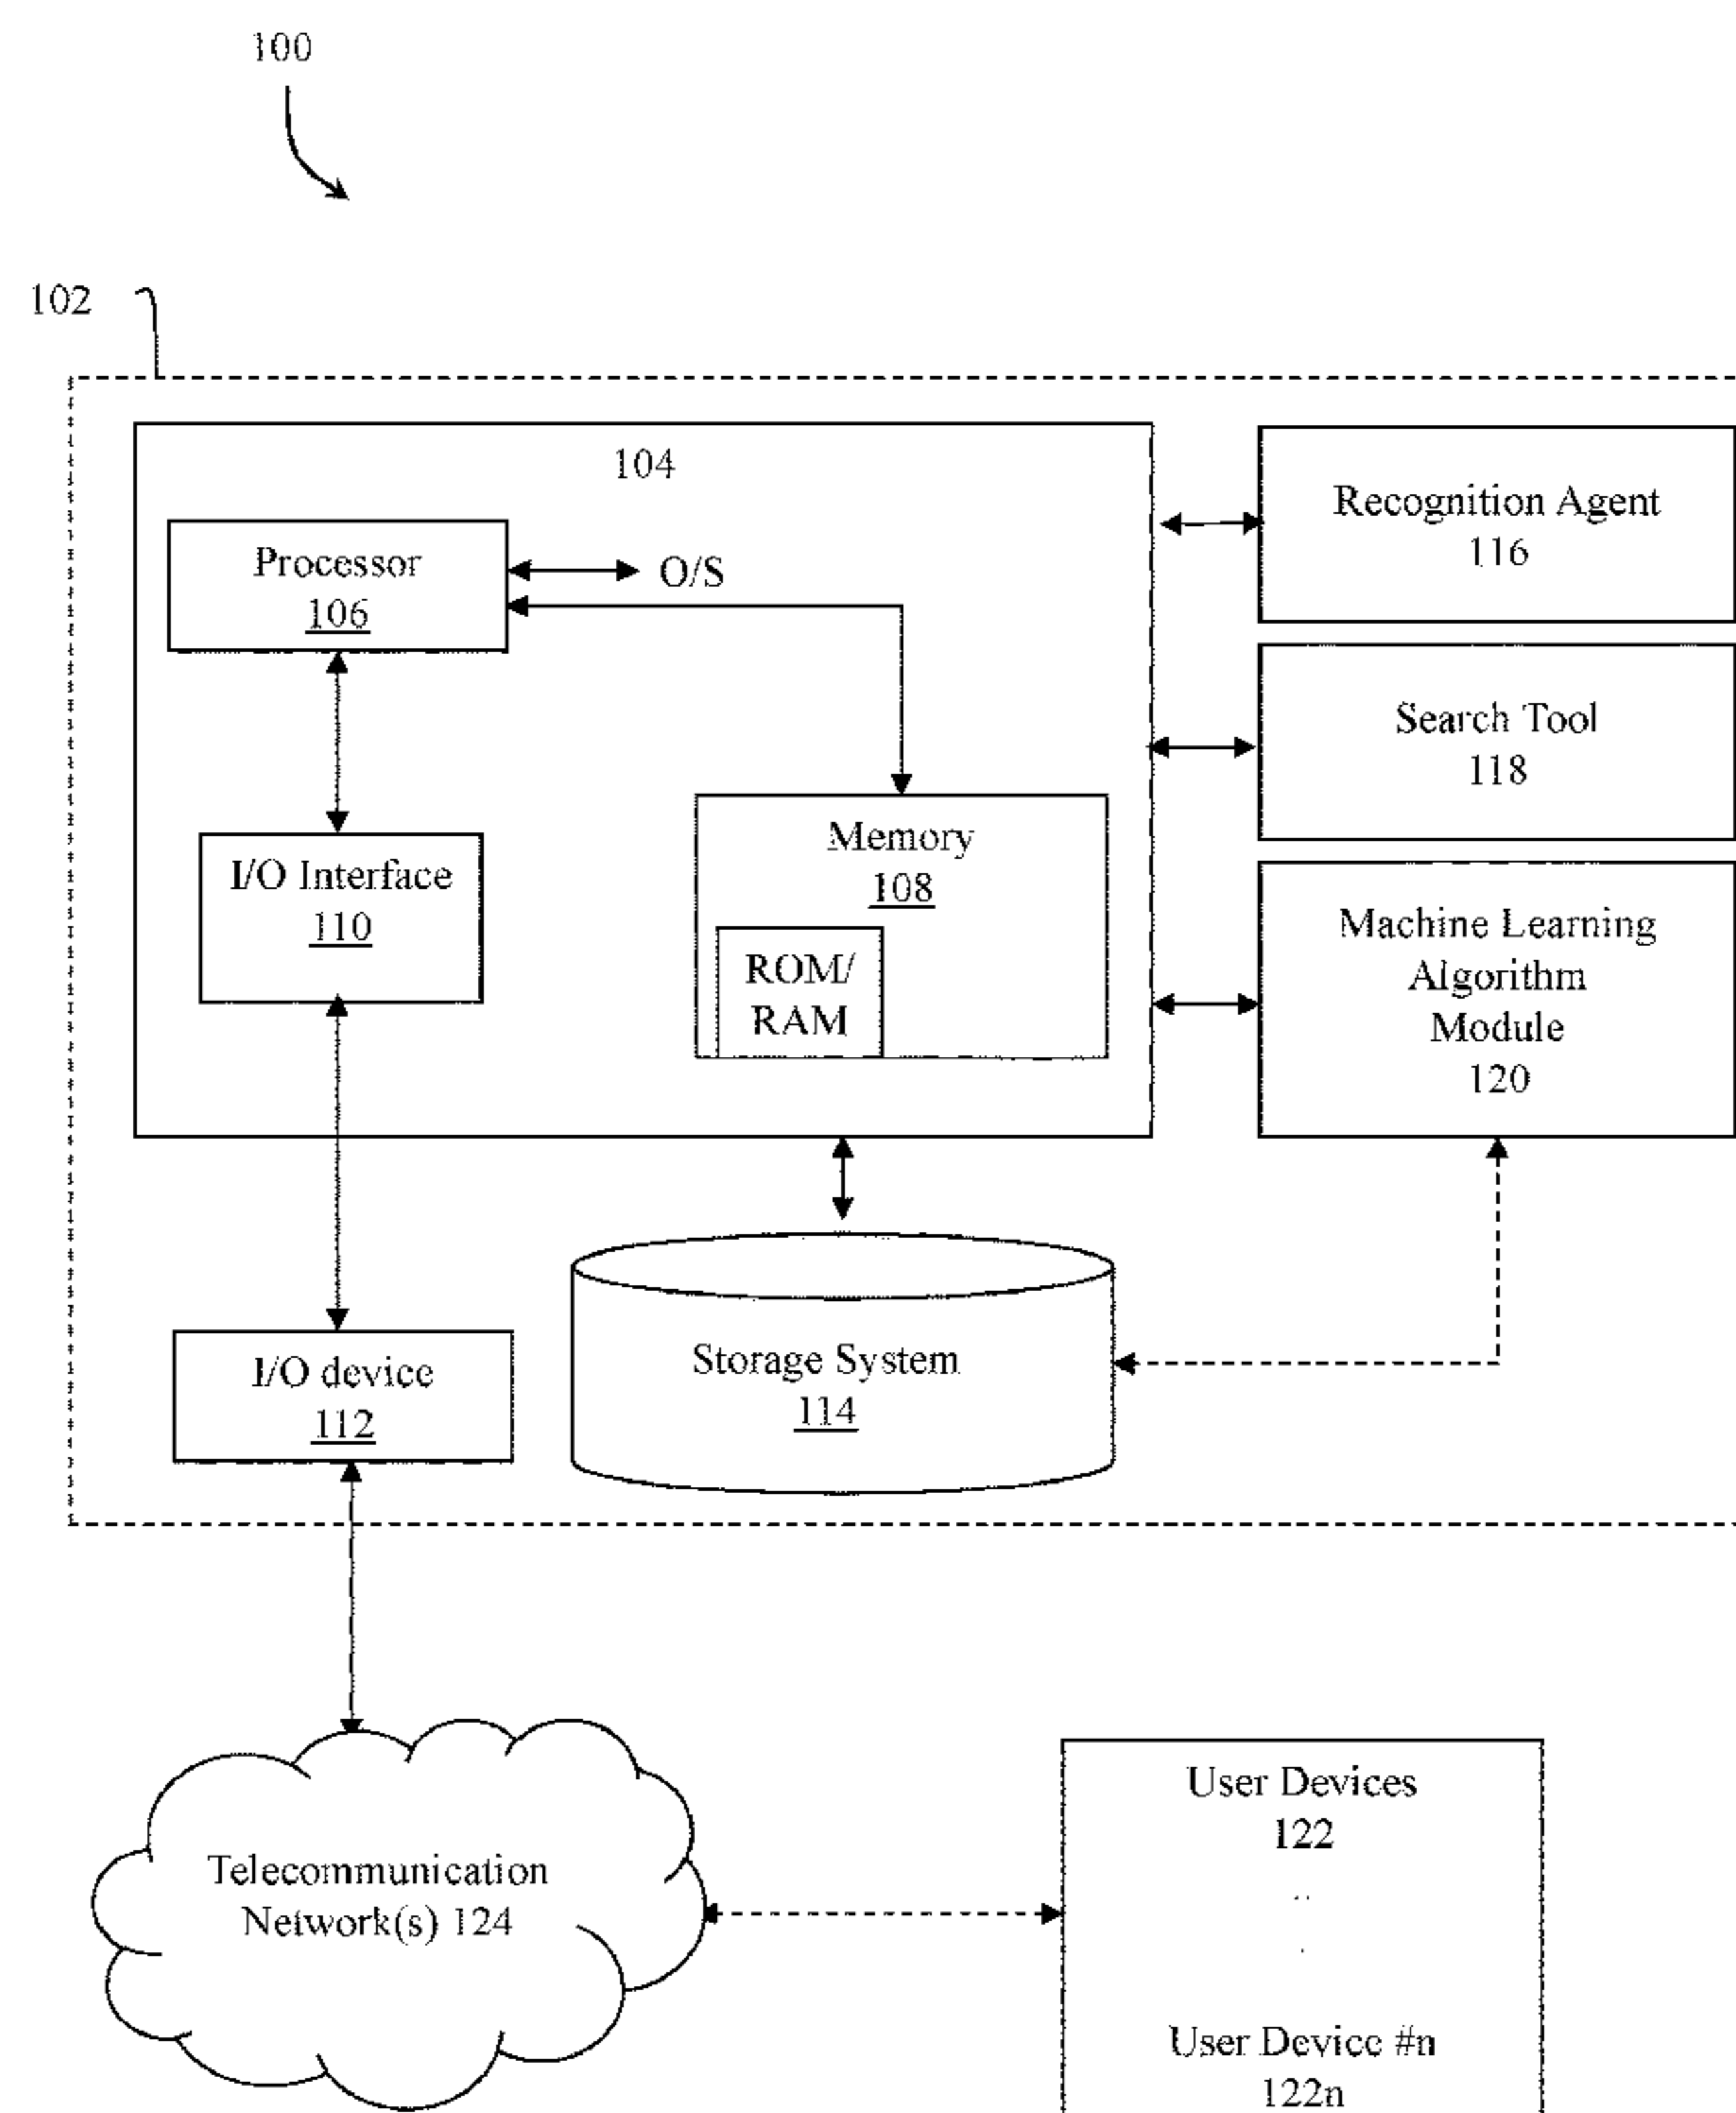 100
102
104
Processor
106
O/S
I/O Interface
110
Memory
108
ROM/
RAM
Recognition Agent
116
Search Tool
118
Machine Learning
Algorithm
Module
120
I/O device
112
Storage System
114
Telecommunication
Network(s) 124
User Devices
122
User Device #n
122n